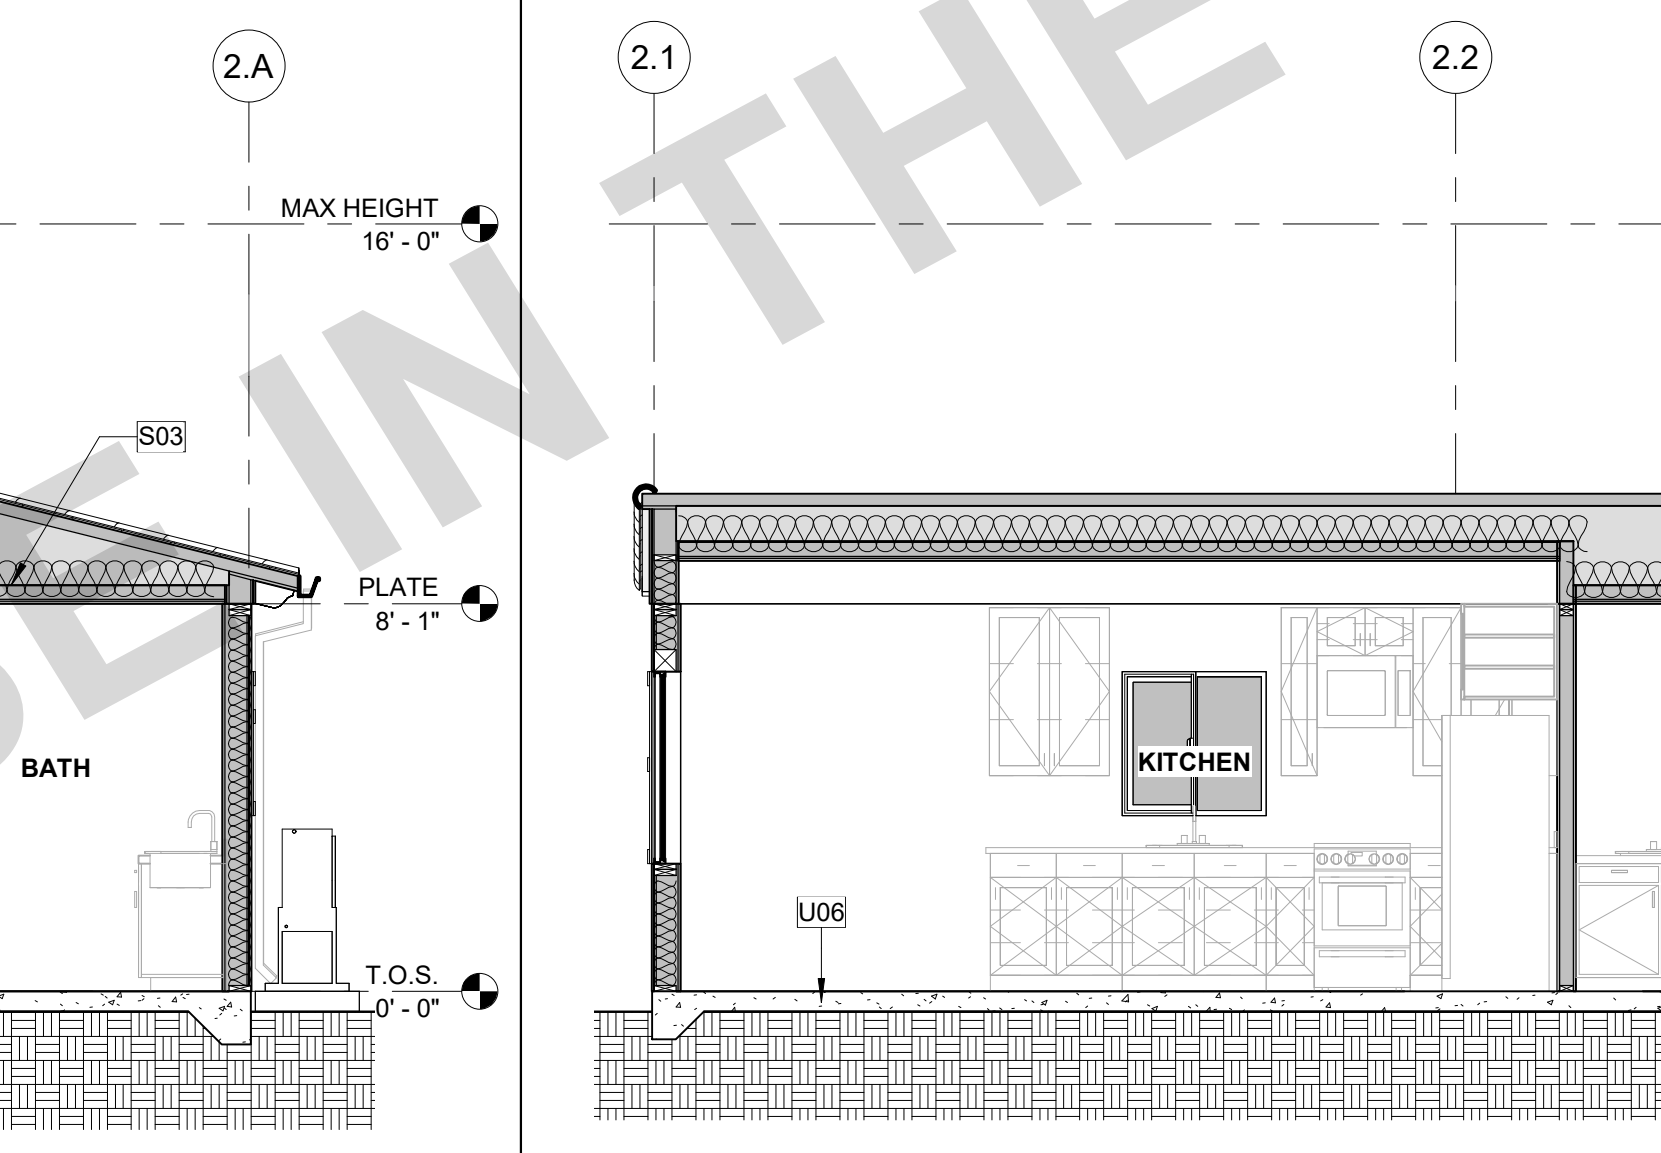 2.A
2.1
2.2
MAX HEIGHT
16' - 0"
S03
PLATE
8' - 1"
BATH
KITCHEN
U06
T.O.S.
0' - 0"
IN THE